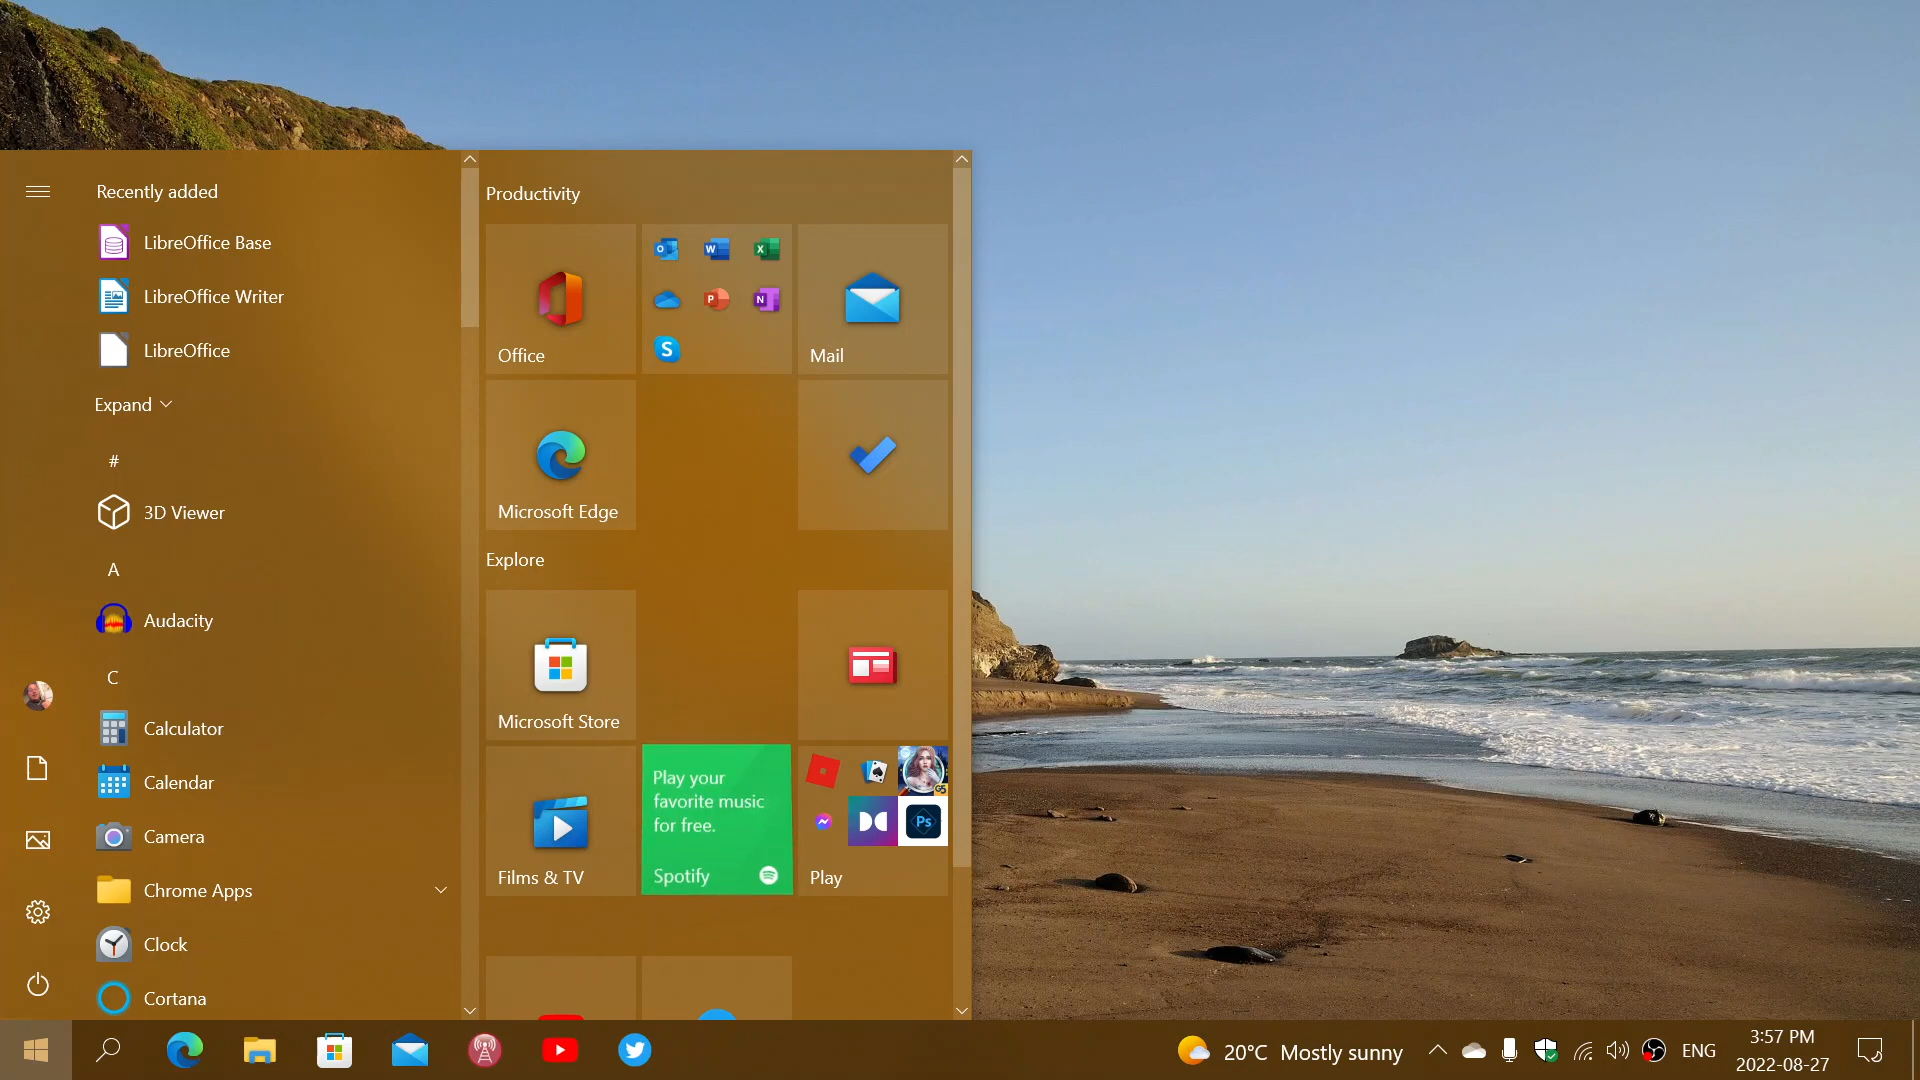 Recently added
LibreOffice Base
LibreOffice Writer
LibreOffice
Expand
#
3D Viewer
A
Audacity
C
Calculator
Calendar
Camera
Chrome Apps
Clock
Cortana
Productivity
Office
O
W
X
P
N
S
Mail
Microsoft Edge
Explore
Microsoft Store
Films & TV
Play your
favorite music
for free.
Spotify
G5
Ps
Play
20°C Mostly sunny
ENG
3:57 PM
2022-08-27